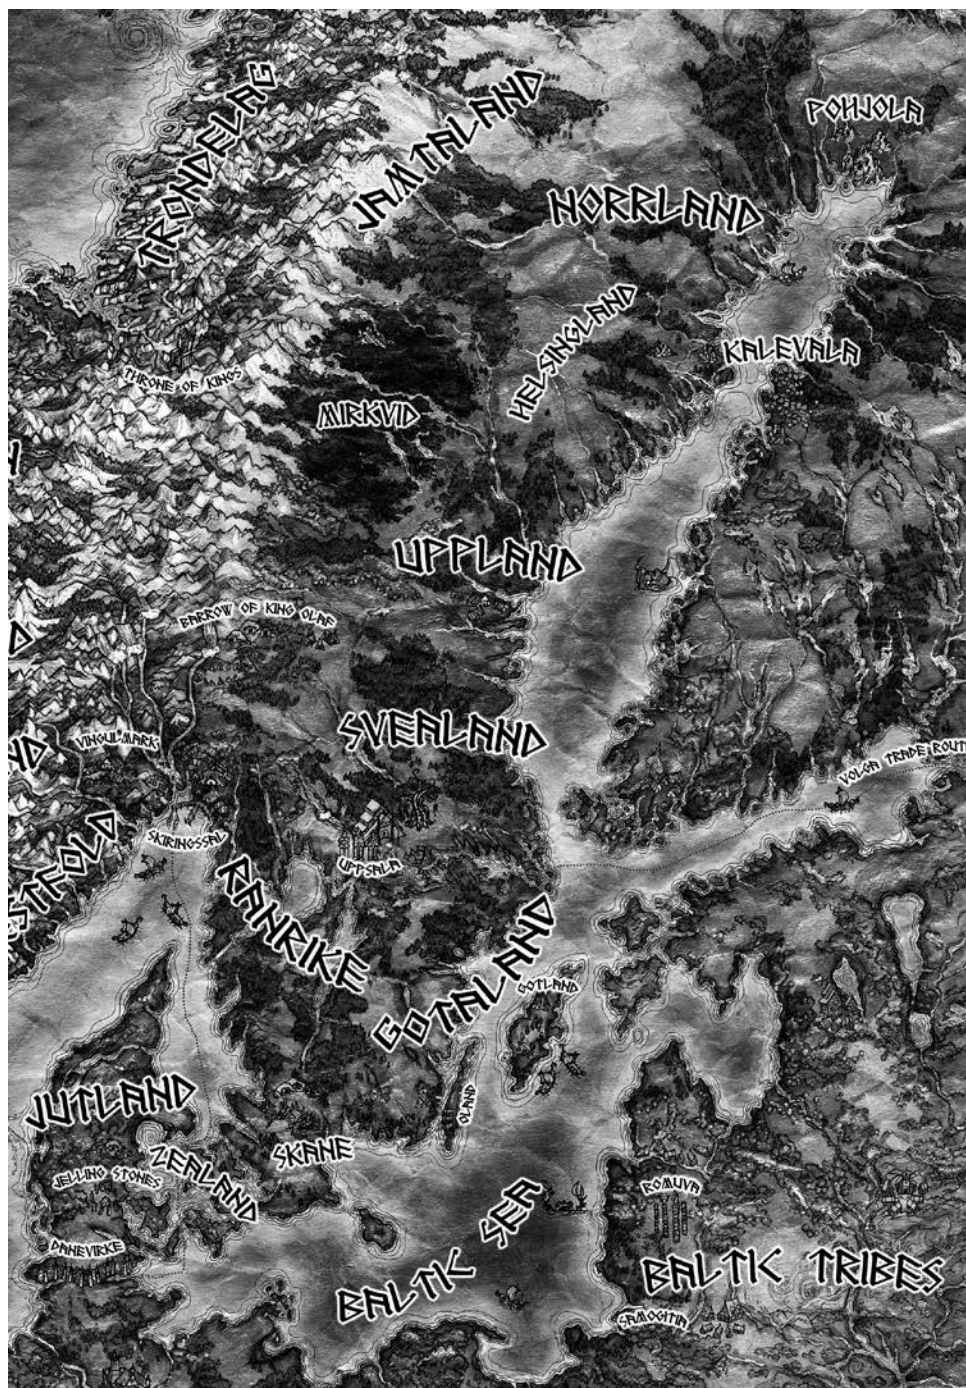 TRONDELAG
JAMTALAND
POHJOLA
NORRLAND
HELSINGLAND
KALEVALA
THRONE OF KINGS
MIRKVID
UPPLAND
BARROW OF KING OLAF
SVEALAND
VINGULMARK
ND
VOLGA TRADE ROUT
STFOLD
SKIRINGSSAL
UPPSALA
RANRIKE
GOTALAND
GOTLAND
JUTLAND
OLAND
SKANE
ZEALAND
JELLING STONES
ROMUVA
DANEVIRKE
BALTIC SEA
BALTIC TRIBES
SAMOGITIA